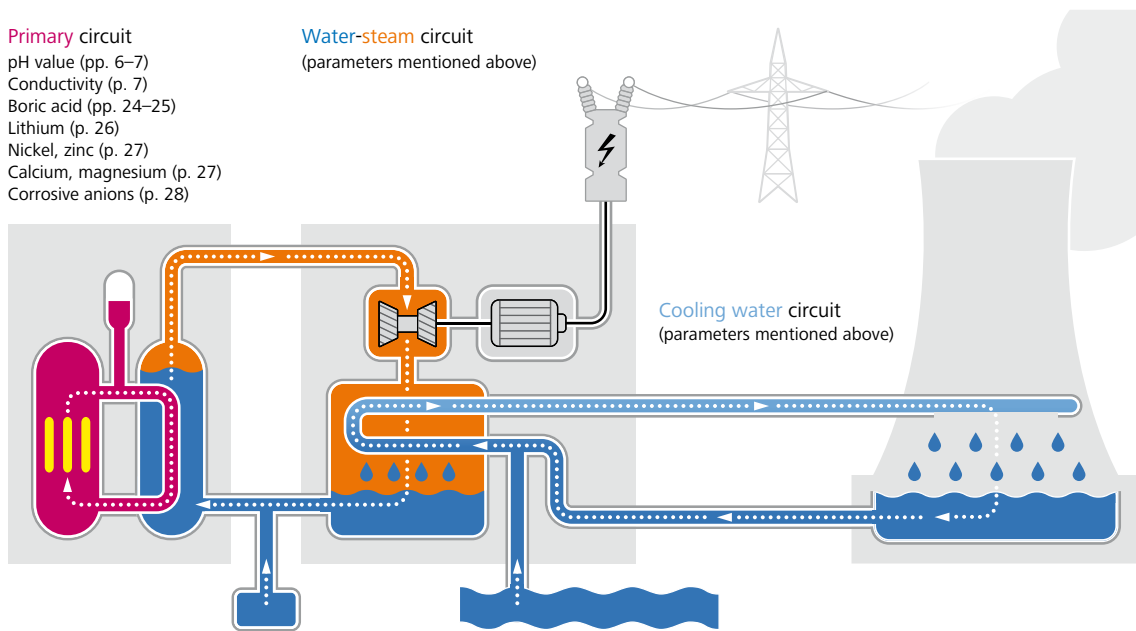 Primary circuit
pH value (pp. 6–7)
Conductivity (p. 7)
Boric acid (pp. 24–25)
Lithium (p. 26)
Nickel, zinc (p. 27)
Calcium, magnesium (p. 27)
Corrosive anions (p. 28)
Water-steam circuit
(parameters mentioned above)
Cooling water circuit
(parameters mentioned above)